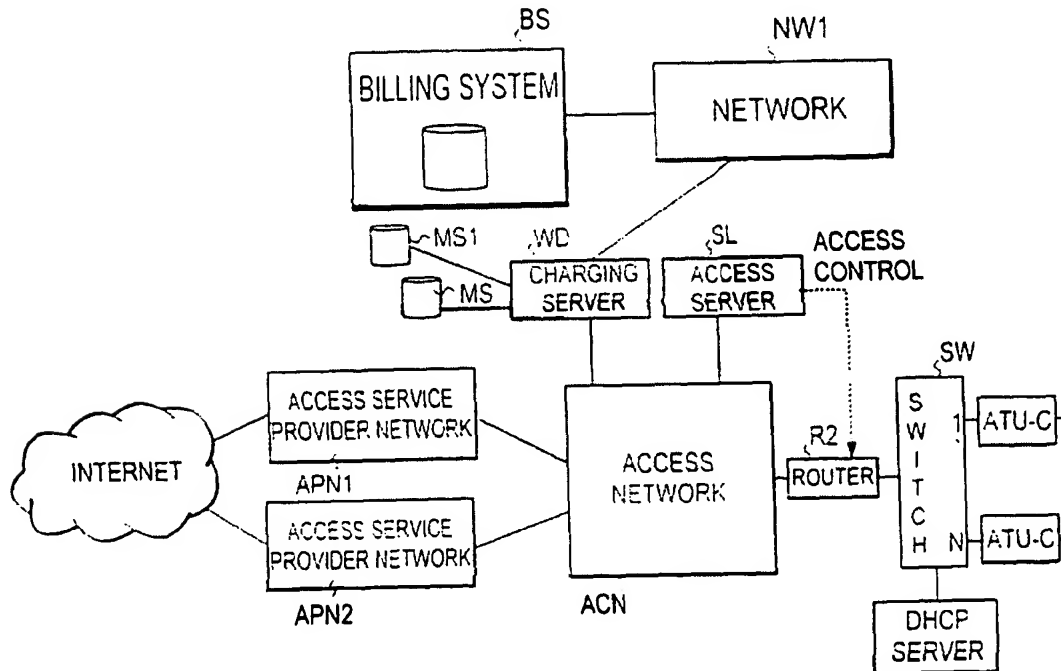 BS
NW1
BILLING SYSTEM
NETWORK
MS1
WD
SL
ACCESS
CONTROL
MS
CHARGING
SERVER
ACCESS
SERVER
SW
ACCESS SERVICE
PROVIDER NETWORK
APN1
INTERNET
ACCESS
NETWORK
R2
ROUTER
SWITCH
1
ATU-C
N
ATU-C
ACCESS SERVICE
PROVIDER NETWORK
APN2
ACN
DHCP
SERVER